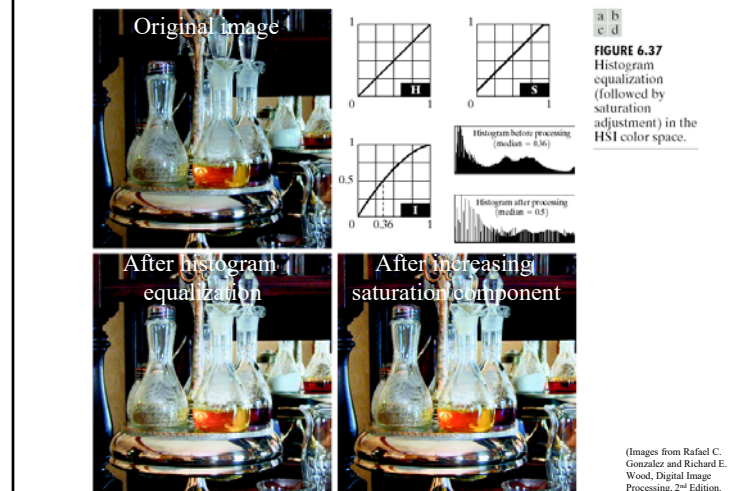 Original image
1
0
H
1
1
0
S
1
1
0.5
0
0.36
I
1
Histogram before processing
(median = 0.36)
Histogram after processing
(median = 0.5)
a b
c d
FIGURE 6.37
Histogram
equalization
(followed by
saturation
adjustment) in the
HSI color space.
After histogram
equalization
After increasing
saturation component
(Images from Rafael C.
Gonzalez and Richard E.
Wood, Digital Image
Processing, 2nd Edition.